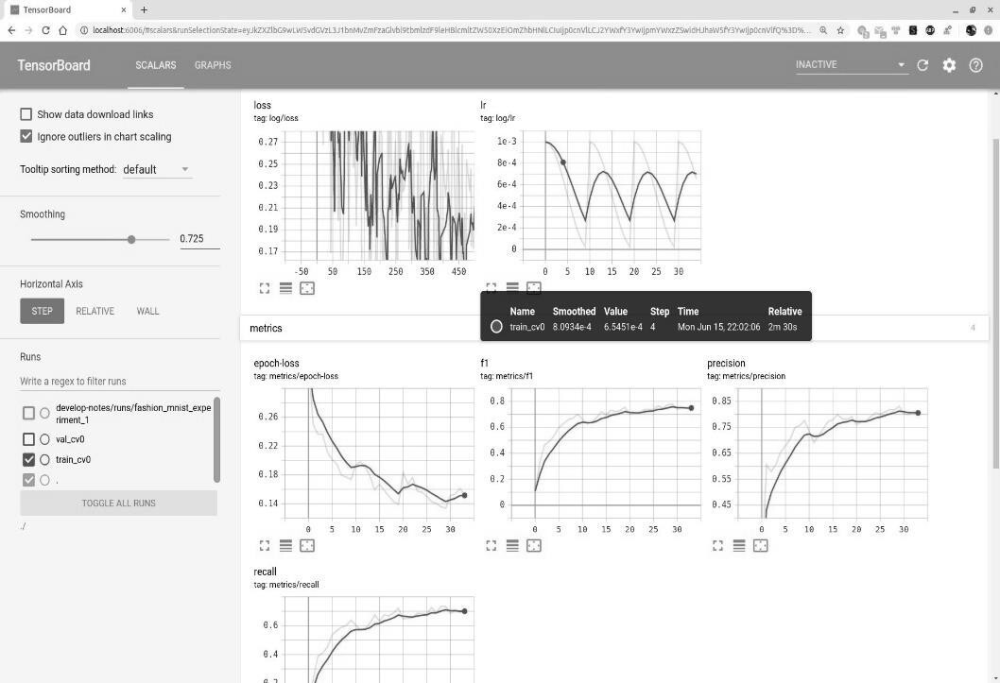 TensorBoard
localhost:6006/#scalars&runSelectionState=
TensorBoard
SCALARS
GRAPHS
INACTIVE
Show data download links
Ignore outliers in chart scaling
Tooltip sorting method: default
Smoothing
0.725
Horizontal Axis
STEP
RELATIVE
WALL
Runs
Write a regex to filter runs
develop-notes/runs/fashion_mnist_expe
riment_1
val_cv0
train_cv0
.
TOGGLE ALL RUNS
./
loss
tag: log/loss
0.27
0.25
0.23
0.21
0.19
0.17
-50 50 150 250 350 450
lr
tag: log/lr
1e-3
8e-4
6e-4
4e-4
2e-4
0
0 5 10 15 20 25 30
Name Smoothed Value Step Time Relative
train_cv0 8.0934e-4 6.5451e-4 4 Mon Jun 15, 22:02:06 2m 30s
metrics
4
epoch-loss
tag: metrics/epoch-loss
0.26
0.22
0.18
0.14
0 5 10 15 20 25 30
f1
tag: metrics/f1
0.8
0.6
0.4
0.2
0
0 5 10 15 20 25 30
precision
tag: metrics/precision
0.85
0.75
0.65
0.55
0.45
0 5 10 15 20 25 30
recall
tag: metrics/recall
0.6
0.4
0.2